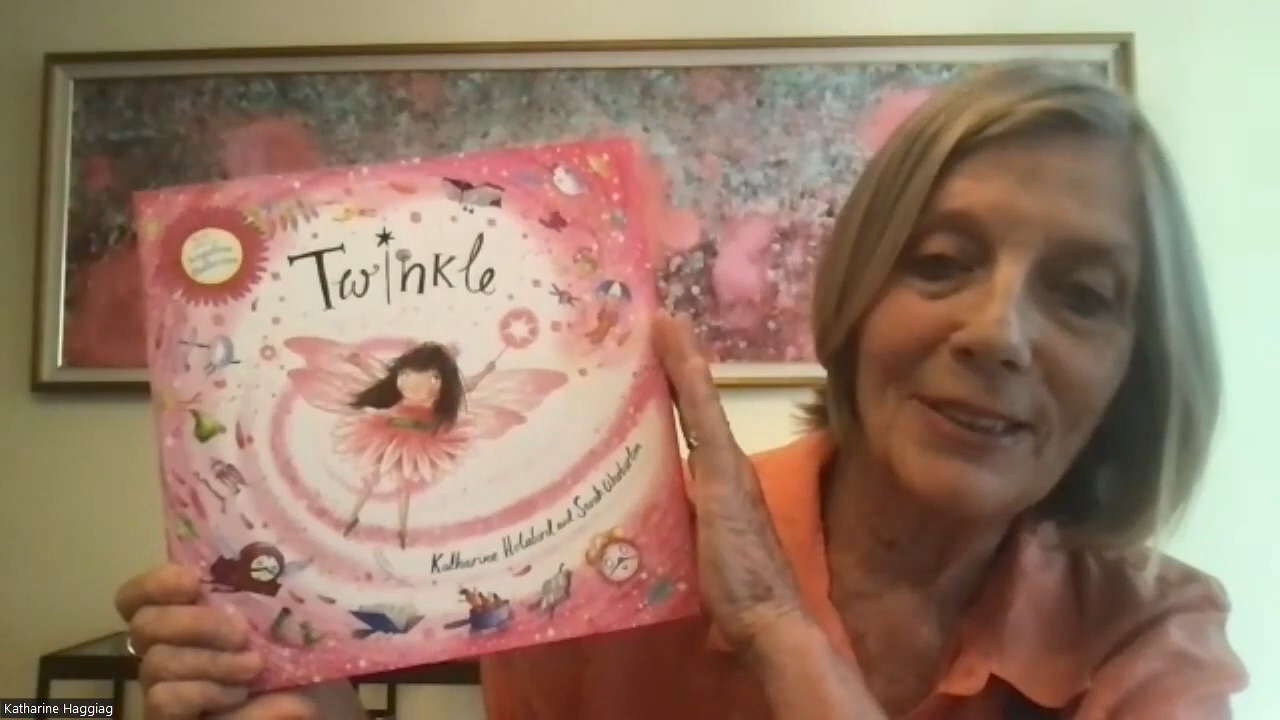 Twinkle
Katharine Holabird and Sarah Warburton
Katharine Haggiag